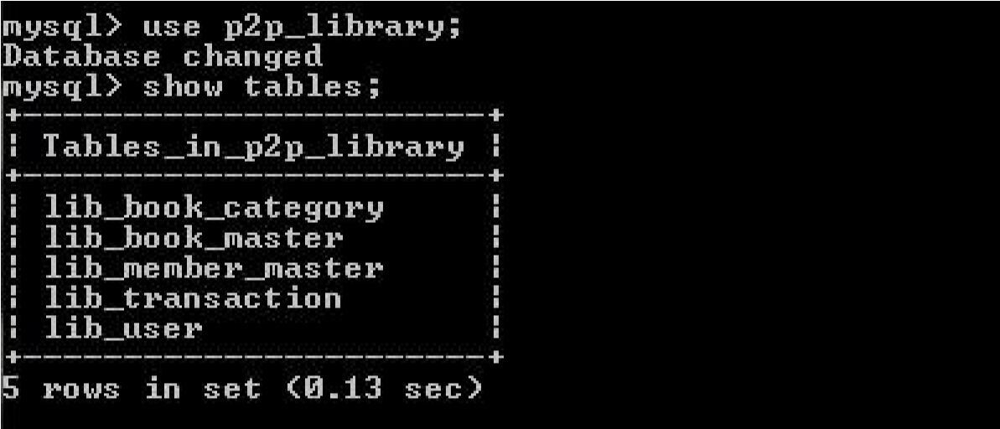 mysql> use p2p_library;
Database changed
mysql> show tables;
+-----------------------+
| Tables_in_p2p_library |
+-----------------------+
| lib_book_category     |
| lib_book_master       |
| lib_member_master     |
| lib_transaction       |
| lib_user              |
+-----------------------+
5 rows in set (0.13 sec)